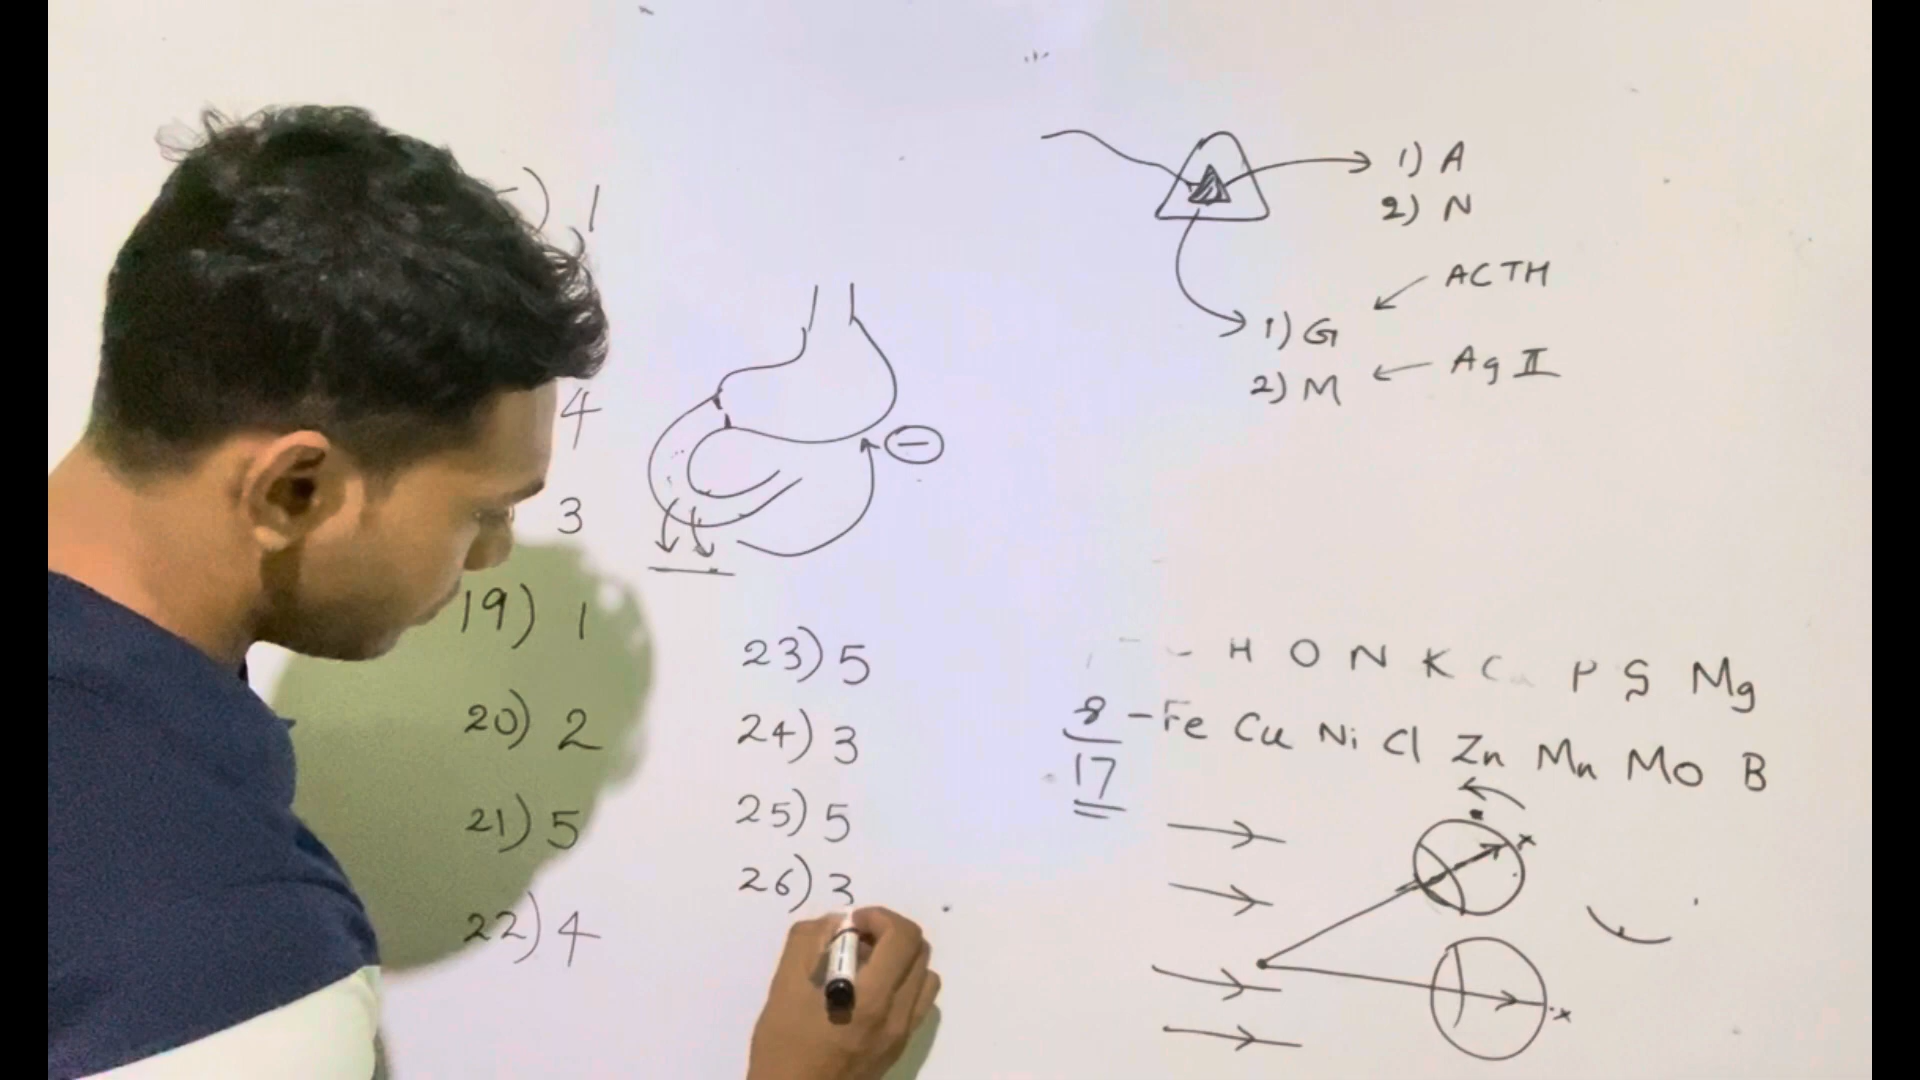 1
4
3
19) 1
20) 2
21) 5
22) 4
23) 5
24) 3
25) 5
26) 3
1) A
2) N
ACTH
1) G
Ag II
2) M
H O N K P S Mg
8 - Fe Cu Ni Cl Zn Mn Mo B
17